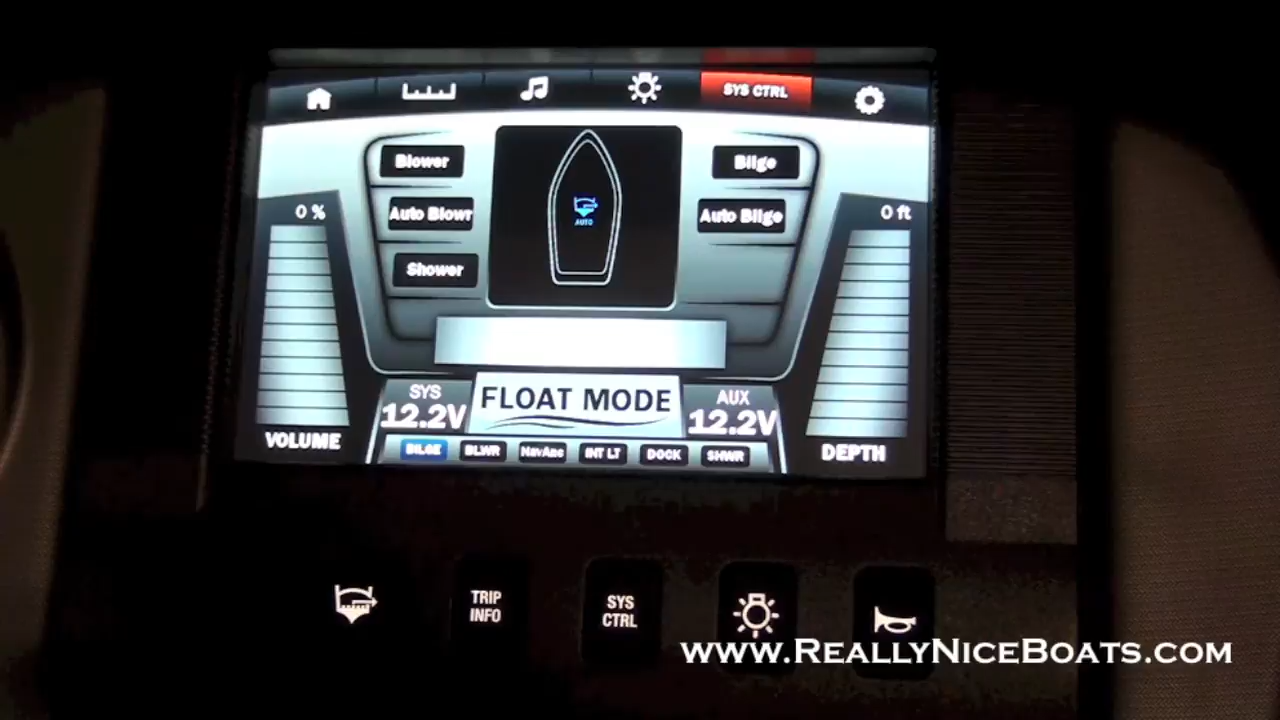 SYS CTRL
Blower
Bilge
Auto Blowr
Auto Bilge
Shower
AUTO
0 %
0 ft
VOLUME
DEPTH
SYS
12.2V
FLOAT MODE
AUX
12.2V
BILGE
BLWR
NavAnc
INT LT
DOCK
SHWR
TRIP
INFO
SYS
CTRL
www.ReallyNiceBoats.com